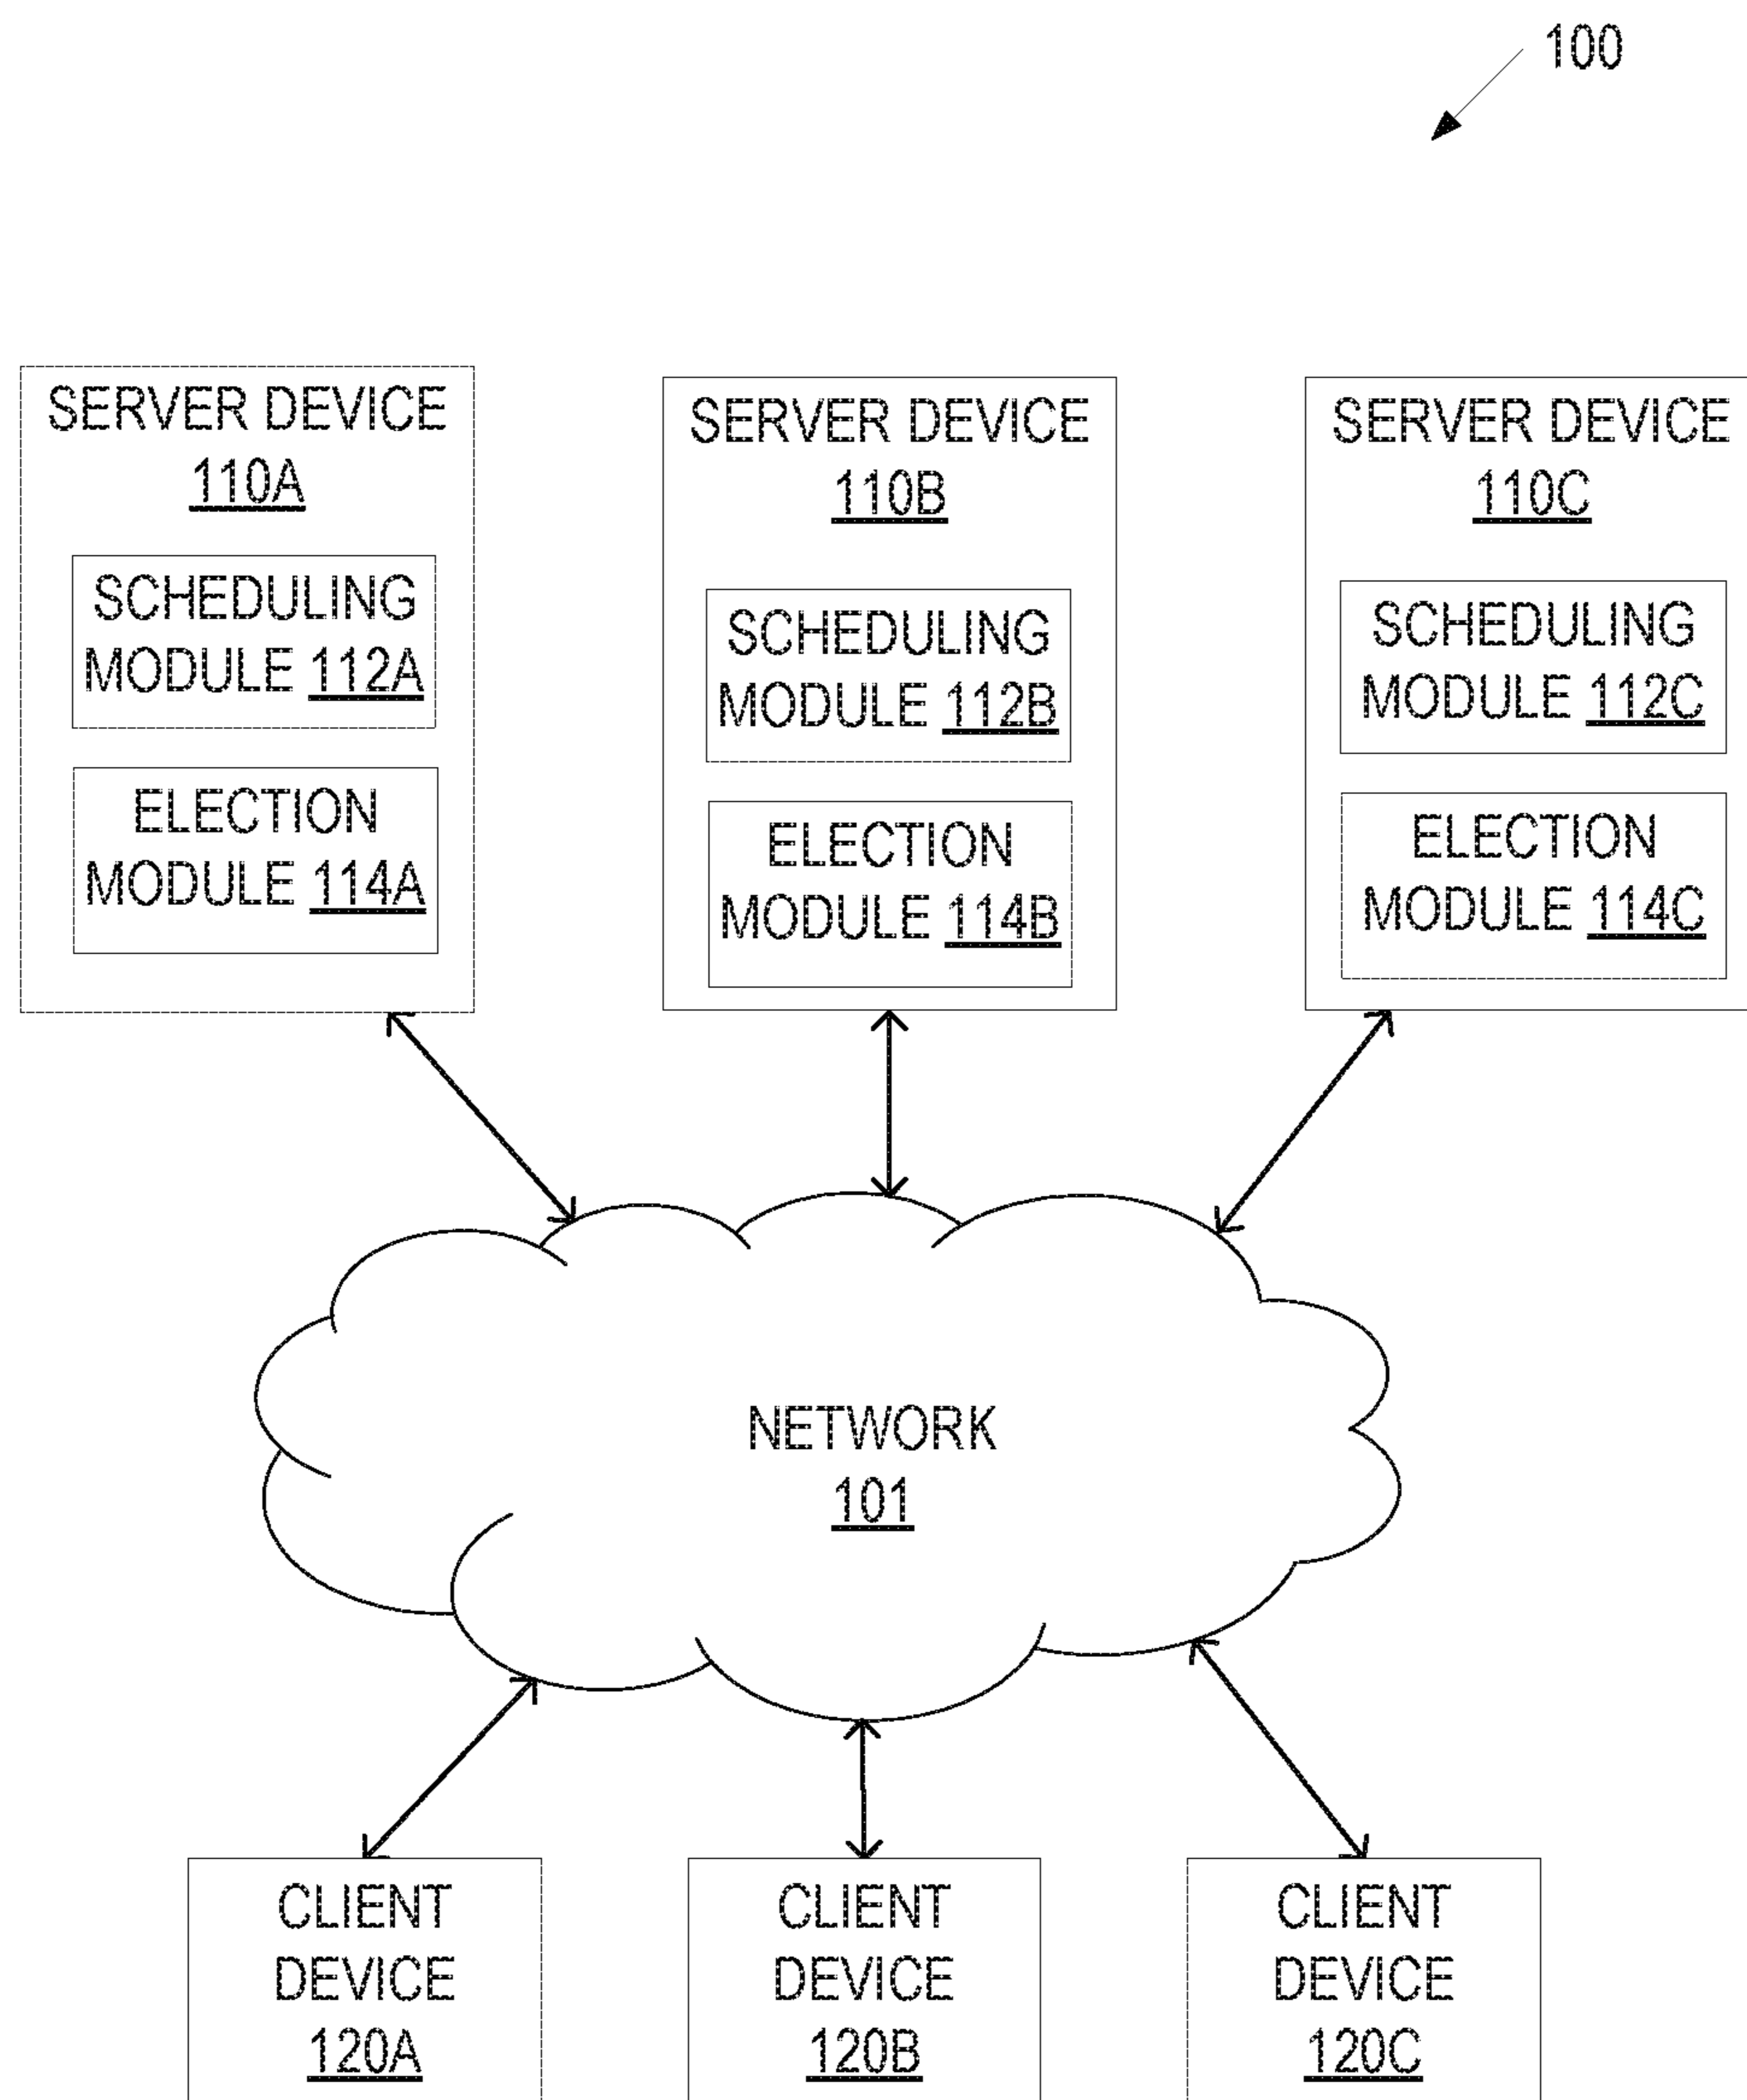 100
SERVER DEVICE
110A
SCHEDULING
MODULE 112A
ELECTION
MODULE 114A
SERVER DEVICE
110B
SCHEDULING
MODULE 112B
ELECTION
MODULE 114B
SERVER DEVICE
110C
SCHEDULING
MODULE 112C
ELECTION
MODULE 114C
NETWORK
101
CLIENT
DEVICE
120A
CLIENT
DEVICE
120B
CLIENT
DEVICE
120C